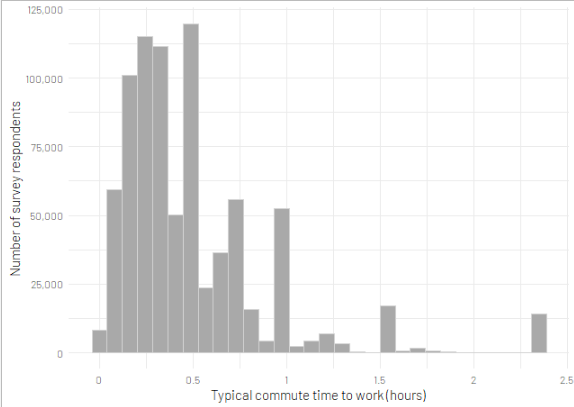 125,000
100,000
75,000
50,000
25,000
0
Number of survey respondents
0 0.5 1 1.5 2 2.5
Typical commute time to work (hours)